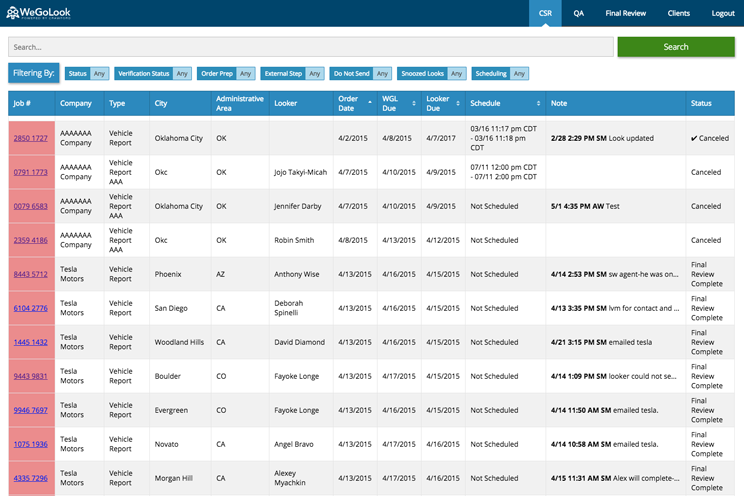 WeGoLook
POWERED BY CRAWFORD
CSR QA Final Review Clients Logout
Search... Search
Filtering By: Status Any Verification Status Any Order Prep Any External Step Any Do Not Send Any Snoozed Looks Any Scheduling Any
Job # Company Type City Administrative Area Looker Order Date WGL Due Looker Due Schedule Note Status
2850 1727 AAAAAAA Company Vehicle Report Oklahoma City OK 4/2/2015 4/8/2015 4/7/2017 03/16 11:17 pm CDT - 03/16 11:18 pm CDT 2/28 2:29 PM SM Look updated ✔ Canceled
0791 1773 AAAAAAA Company Vehicle Report AAA Okc OK Jojo Takyi-Micah 4/7/2015 4/10/2015 4/9/2015 07/11 12:00 pm CDT - 07/11 2:00 pm CDT Canceled
0079 6583 AAAAAAA Company Vehicle Report AAA Oklahoma City OK Jennifer Darby 4/7/2015 4/10/2015 4/9/2015 Not Scheduled 5/1 4:35 PM AW Test Canceled
2359 4186 AAAAAAA Company Vehicle Report AAA Okc OK Robin Smith 4/8/2015 4/13/2015 4/12/2015 Not Scheduled Canceled
8443 5712 Tesla Motors Vehicle Report Phoenix AZ Anthony Wise 4/13/2015 4/16/2015 4/15/2015 Not Scheduled 4/14 2:53 PM SM sw agent-he was on... Final Review Complete
6104 2776 Tesla Motors Vehicle Report San Diego CA Deborah Spinelli 4/13/2015 4/16/2015 4/15/2015 Not Scheduled 4/13 3:35 PM SM lvm for contact and ... Final Review Complete
1445 1432 Tesla Motors Vehicle Report Woodland Hills CA David Diamond 4/13/2015 4/16/2015 4/15/2015 Not Scheduled 4/21 3:15 PM SM emailed tesla Final Review Complete
9443 9831 Tesla Motors Vehicle Report Boulder CO Fayoke Longe 4/13/2015 4/17/2015 4/15/2015 Not Scheduled 4/14 1:09 PM SM looker could not se... Final Review Complete
9946 7697 Tesla Motors Vehicle Report Evergreen CO Fayoke Longe 4/13/2015 4/17/2015 4/16/2015 Not Scheduled 4/14 11:50 AM SM emailed tesla. Final Review Complete
1075 1936 Tesla Motors Vehicle Report Novato CA Angel Bravo 4/13/2015 4/17/2015 4/16/2015 Not Scheduled 4/14 10:58 AM SM emailed tesla. Final Review Complete
4335 7296 Tesla Motors Vehicle Report Morgan Hill CA Alexey Myachkin 4/13/2015 4/17/2015 4/16/2015 Not Scheduled 4/15 11:31 AM SM Alex will complete-... Final Review Complete